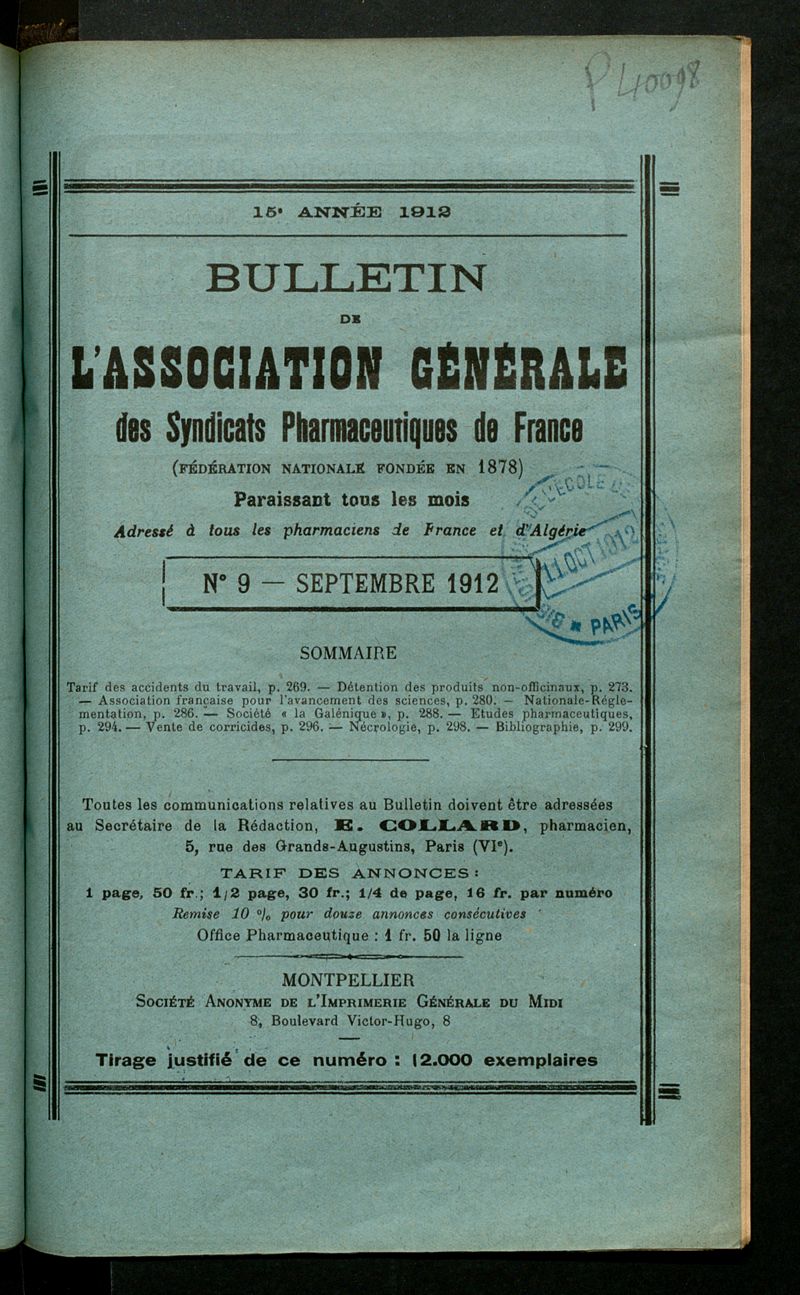 P 40098
15e ANNÉE 1912
BULLETIN
DE
L'ASSOCIATION GÉNÉRALE
des Syndicats Pharmaceutiques de France
(FÉDÉRATION NATIONALE FONDÉE EN 1878)
Paraissant tous les mois
Adressé à tous les pharmaciens de France et d'Algérie
N° 9 — SEPTEMBRE 1912
DE L'ÉCOLE DE
11 OCT 1912
PARIS
SOMMAIRE
Tarif des accidents du travail, p. 269. — Détention des produits non-officinaux, p. 273.
— Association française pour l'avancement des sciences, p. 280. — Nationale-Régle-
mentation, p. 286. — Société « la Galénique », p. 288. — Etudes pharmaceutiques,
p. 294. — Vente de corricides, p. 296. — Nécrologie, p. 298. — Bibliographie, p. 299.
Toutes les communications relatives au Bulletin doivent être adressées
au Secrétaire de la Rédaction, E. COLLARD, pharmacien,
5, rue des Grands-Augustins, Paris (VIe).
TARIF DES ANNONCES :
1 page, 50 fr.; 1/2 page, 30 fr.; 1/4 de page, 16 fr. par numéro
Remise 10 % pour douze annonces consécutives
Office Pharmaceutique : 1 fr. 50 la ligne
MONTPELLIER
SOCIÉTÉ ANONYME DE L'IMPRIMERIE GÉNÉRALE DU MIDI
8, Boulevard Victor-Hugo, 8
Tirage justifié de ce numéro : 12.000 exemplaires